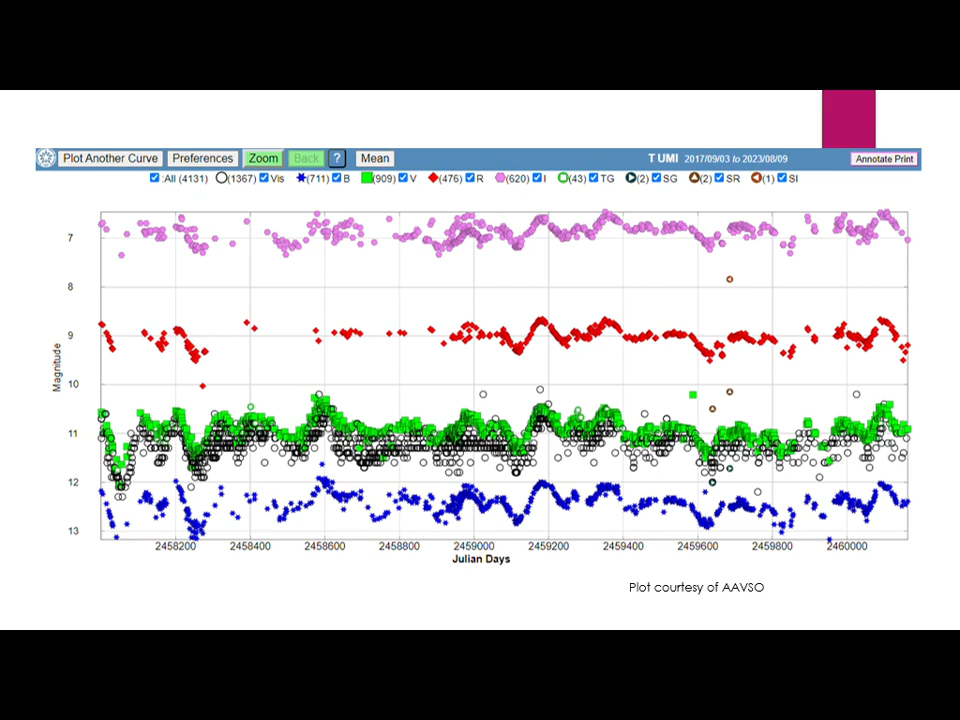 Plot Another Curve Preferences Zoom Back ? Mean T UMI 2017/09/03 to 2023/08/09 Annotate Print
:All (4131) (1367) Vis (711) B (909) V (476) R (620) I (43) TG (2) SG (2) SR (1) SI
7
8
9
Magnitude
10
11
12
13
2458200 2458400 2458600 2458800 2459000 2459200 2459400 2459600 2459800 2460000
Julian Days
Plot courtesy of AAVSO